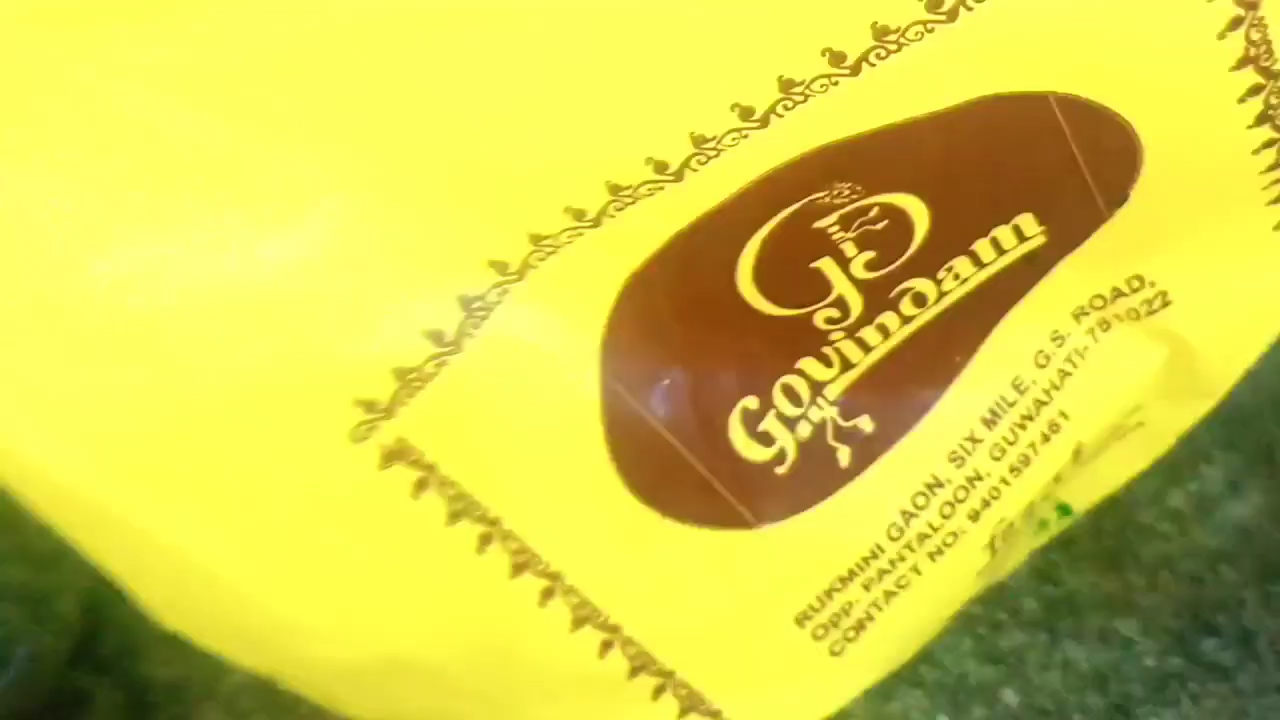 Govindam
RUKMINI GAON, SIX MILE, G.S. ROAD,
OPP. PANTALOON, GUWAHATI-781022
CONTACT NO: 9401597461